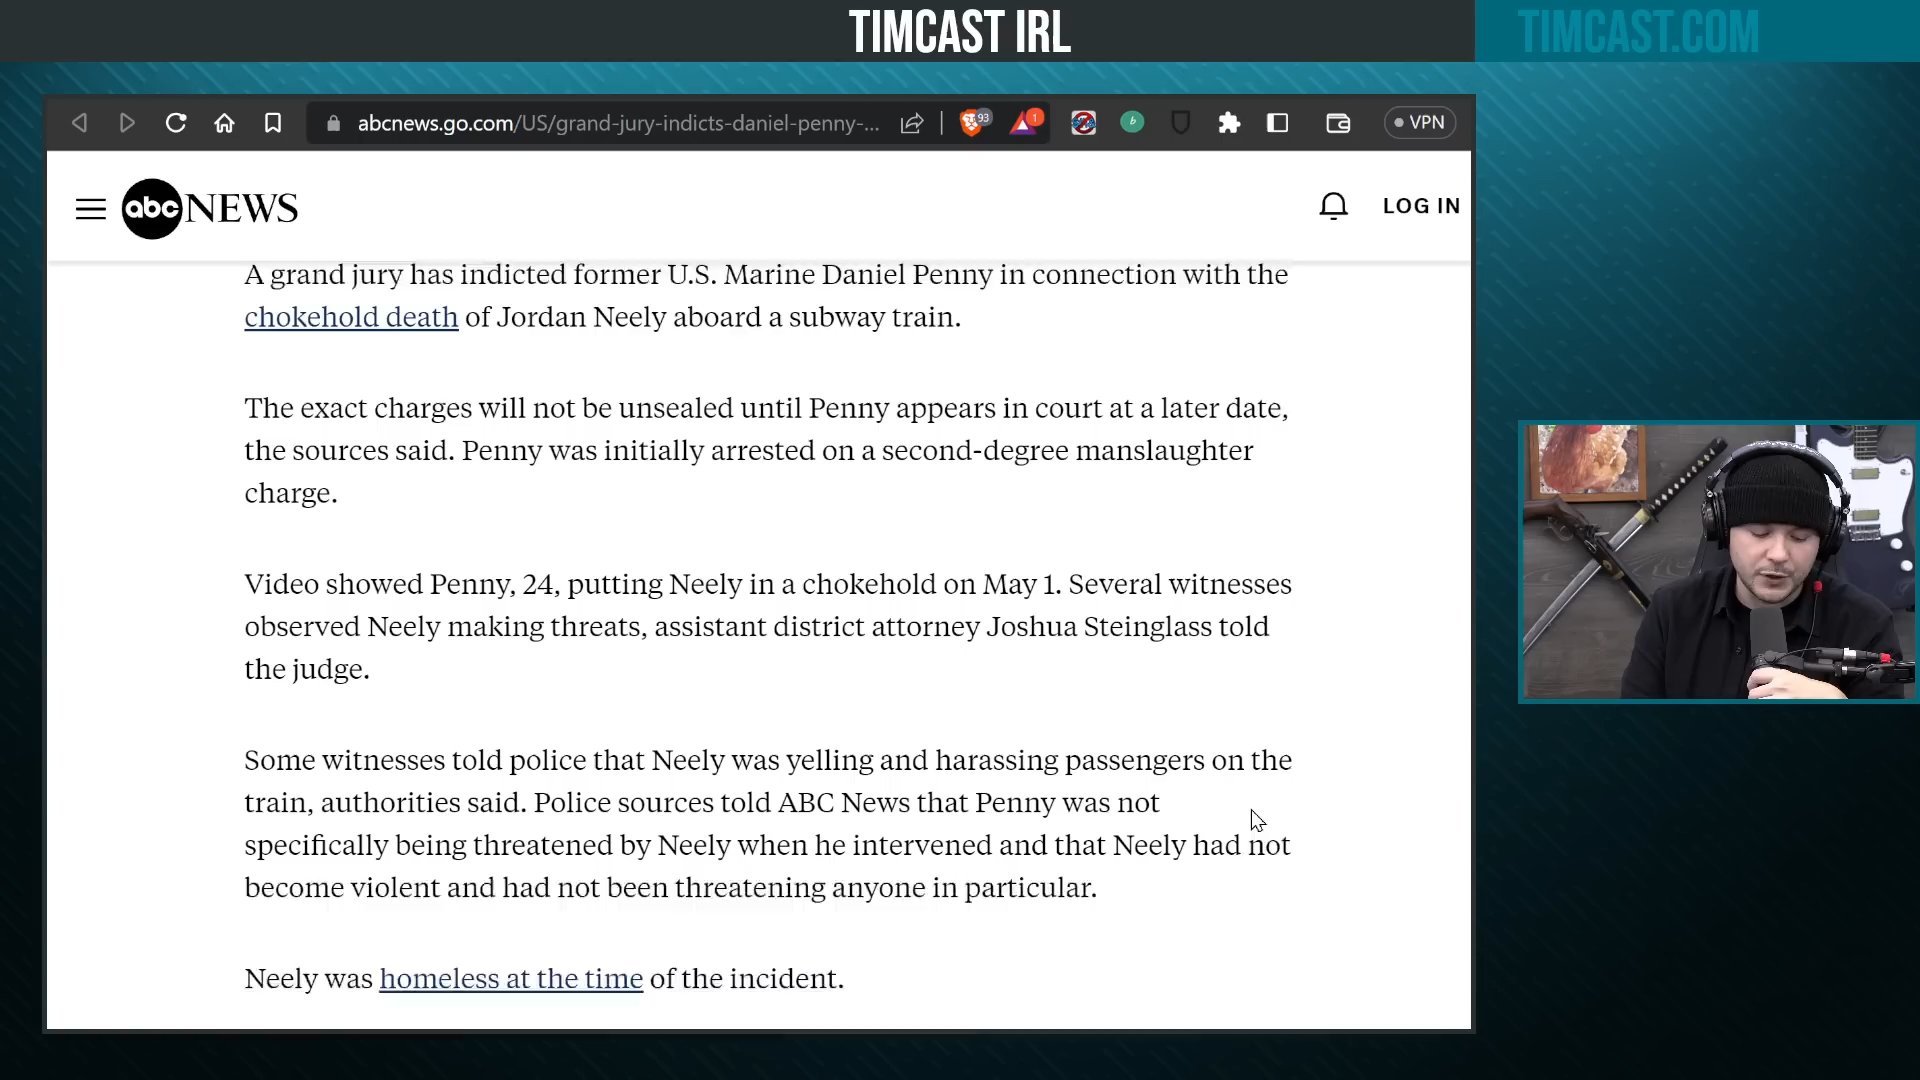 TIMCAST IRL
TIMCAST.COM
abcnews.go.com/US/grand-jury-indicts-daniel-penny-...
93
1
b
VPN
abc NEWS
LOG IN
A grand jury has indicted former U.S. Marine Daniel Penny in connection with the
chokehold death of Jordan Neely aboard a subway train.
The exact charges will not be unsealed until Penny appears in court at a later date,
the sources said. Penny was initially arrested on a second-degree manslaughter
charge.
Video showed Penny, 24, putting Neely in a chokehold on May 1. Several witnesses
observed Neely making threats, assistant district attorney Joshua Steinglass told
the judge.
Some witnesses told police that Neely was yelling and harassing passengers on the
train, authorities said. Police sources told ABC News that Penny was not
specifically being threatened by Neely when he intervened and that Neely had not
become violent and had not been threatening anyone in particular.
Neely was homeless at the time of the incident.